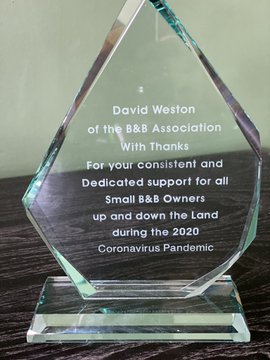 David Weston
of the B&B Association
With Thanks
For your consistent and
Dedicated support for all
Small B&B Owners
up and down the Land
during the 2020
Coronavirus Pandemic